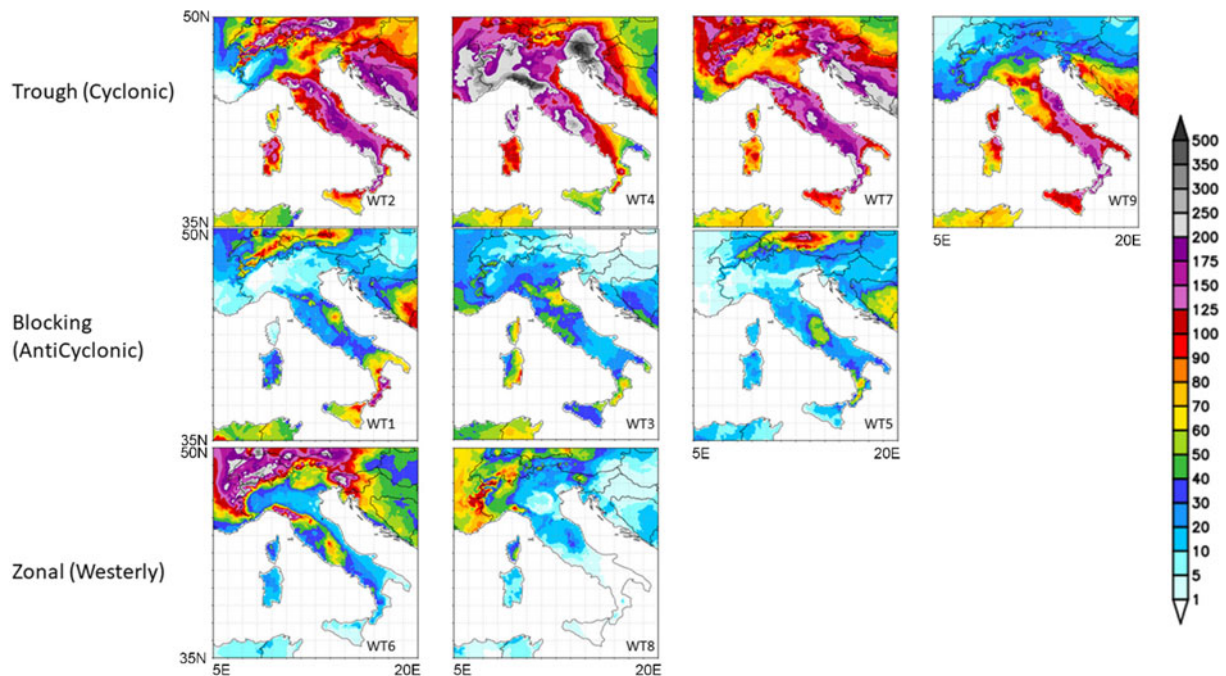 50N
Trough (Cyclonic)
WT2
WT4
WT7
WT9
35N
5E
20E
50N
50N
Blocking
(AntiCyclonic)
WT1
WT3
WT5
35N
5E
20E
50N
Zonal (Westerly)
WT6
WT8
35N
5E
20E
5E
20E
500
350
300
250
200
175
150
125
100
90
80
70
60
50
40
30
20
10
5
1